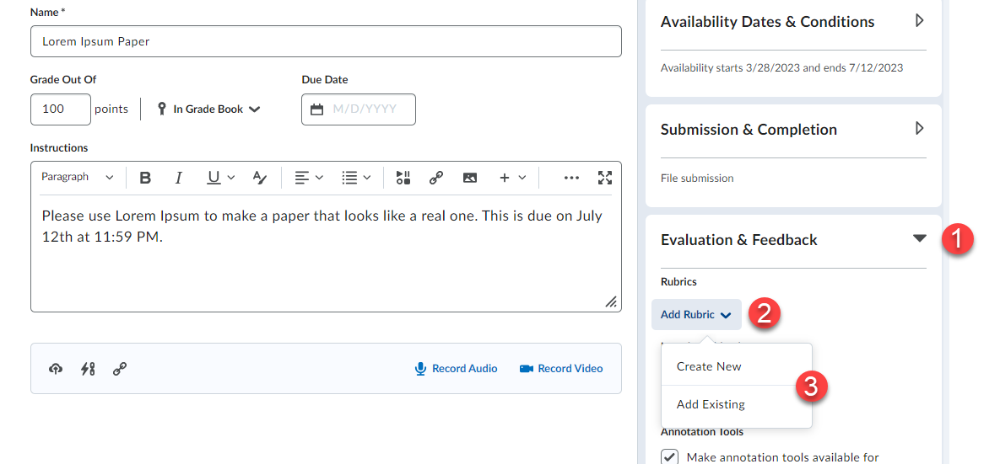 Name *
Lorem Ipsum Paper
Grade Out Of
100 points
In Grade Book
Due Date
M/D/YYYY
Instructions
Paragraph
B I U A
Please use Lorem Ipsum to make a paper that looks like a real one. This is due on July
12th at 11:59 PM.
Record Audio
Record Video
Availability Dates & Conditions
Availability starts 3/28/2023 and ends 7/12/2023
Submission & Completion
File submission
Evaluation & Feedback
1
Rubrics
Add Rubric
2
Create New
3
Add Existing
Annotation Tools
Make annotation tools available for